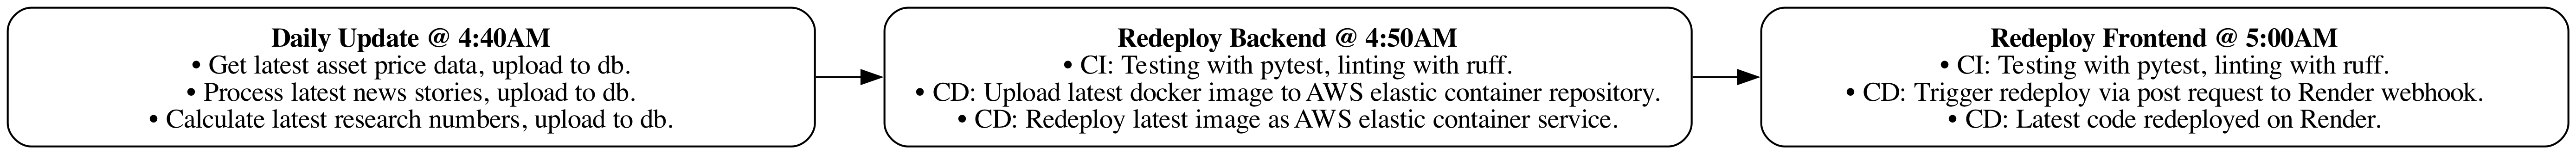 Daily Update @ 4:40AM
• Get latest asset price data, upload to db.
• Process latest news stories, upload to db.
• Calculate latest research numbers, upload to db.
Redeploy Backend @ 4:50AM
• CI: Testing with pytest, linting with ruff.
• CD: Upload latest docker image to AWS elastic container repository.
• CD: Redeploy latest image as AWS elastic container service.
Redeploy Frontend @ 5:00AM
• CI: Testing with pytest, linting with ruff.
• CD: Trigger redeploy via post request to Render webhook.
• CD: Latest code redeployed on Render.